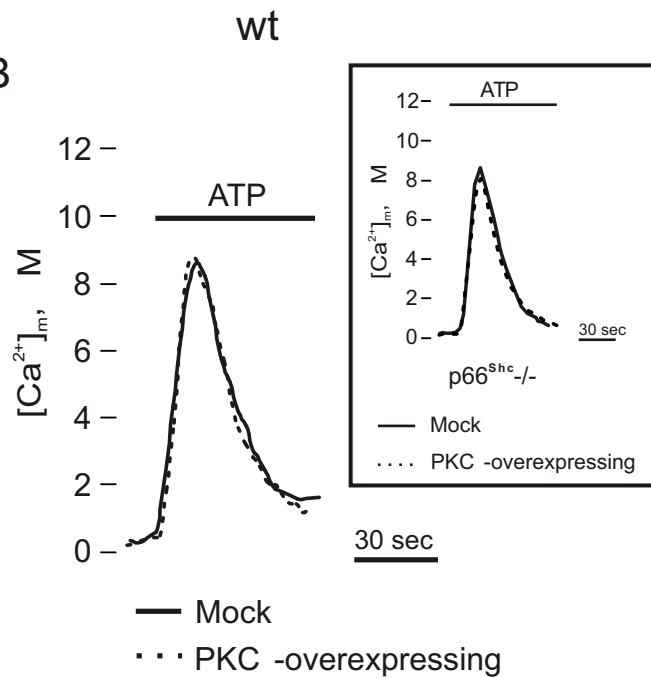 wt
B
12
10
8
6
4
2
0
[Ca²⁺]m, M
ATP
30 sec
Mock
PKC -overexpressing
ATP
12
10
8
6
4
2
0
[Ca²⁺]m, M
30 sec
p66Shc-/-
Mock
PKC -overexpressing